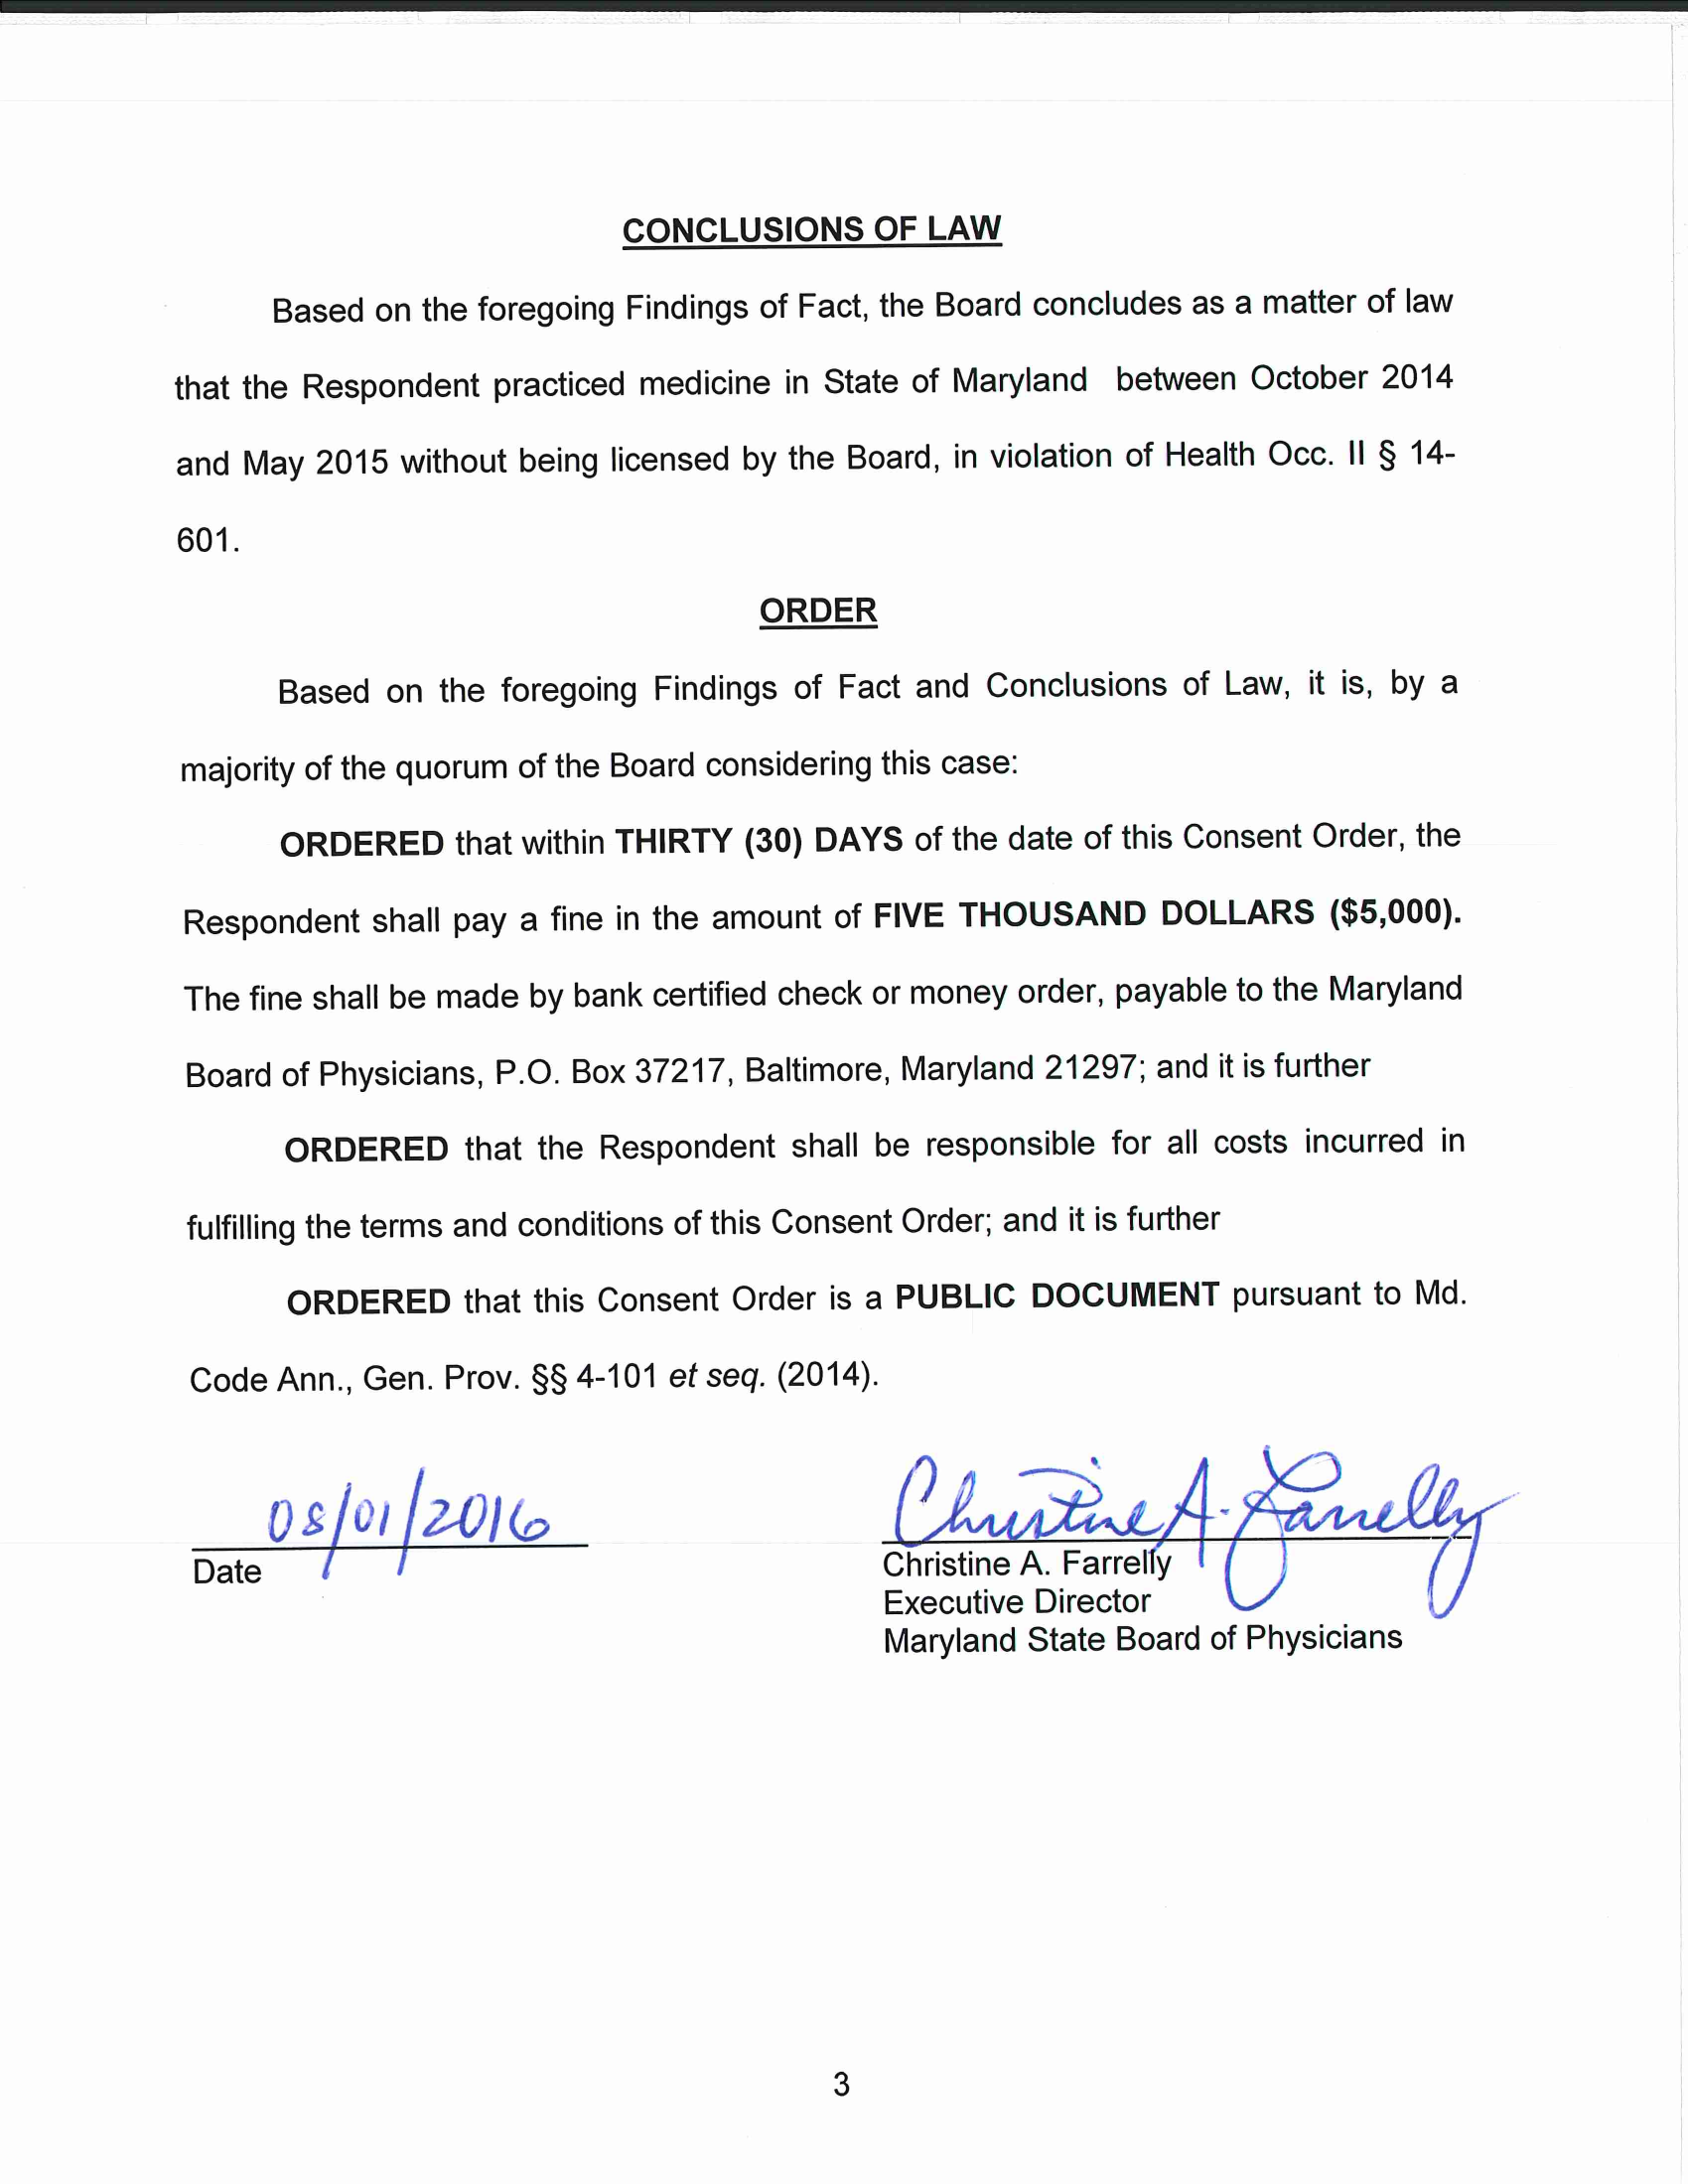 CONCLUSIONS OF LAW
Based on the foregoing Findings of Fact, the Board concludes as a matter of law
that the Respondent practiced medicine in State of Maryland between October 2014
and May 2015 without being licensed by the Board, in violation of Health Occ. II § 14-
601.
ORDER
Based on the foregoing Findings of Fact and Conclusions of Law, it is, by a
majority of the quorum of the Board considering this case:
ORDERED that within THIRTY (30) DAYS of the date of this Consent Order, the
Respondent shall pay a fine in the amount of FIVE THOUSAND DOLLARS ($5,000).
The fine shall be made by bank certified check or money order, payable to the Maryland
Board of Physicians, P.O. Box 37217, Baltimore, Maryland 21297; and it is further
ORDERED that the Respondent shall be responsible for all costs incurred in
fulfilling the terms and conditions of this Consent Order; and it is further
ORDERED that this Consent Order is a PUBLIC DOCUMENT pursuant to Md.
Code Ann., Gen. Prov. §§ 4-101 et seq. (2014).
08/01/2016
Date
Christine A. Farrelly
Christine A. Farrelly
Executive Director
Maryland State Board of Physicians
3